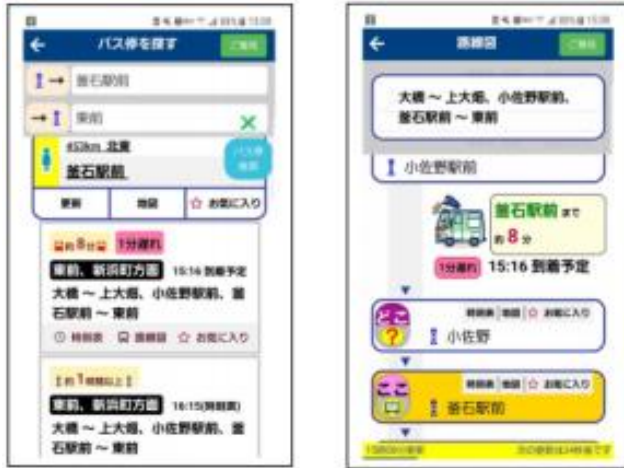 バス停を探す
釜石駅前
東前
453km 北東
釜石駅前
更新
地図
☆ お気に入り
約8分
1分遅れ
東前、新浜町方面 15:16 到着予定
大橋 ～ 上大畑、小佐野駅前、釜
石駅前 ～ 東前
時刻表 路線図 ☆ お気に入り
約1時間以上
東前、新浜町方面 16:15(時刻表)
大橋 ～ 上大畑、小佐野駅前、釜
石駅前 ～ 東前
路線図
大橋 ～ 上大畑、小佐野駅前、
釜石駅前 ～ 東前
小佐野駅前
釜石駅前 まで
約 8 分
1分遅れ 15:16 到着予定
どこ
?
時刻表 地図 ☆ お気に入り
小佐野
ここ
時刻表 地図 ☆ お気に入り
釜石駅前